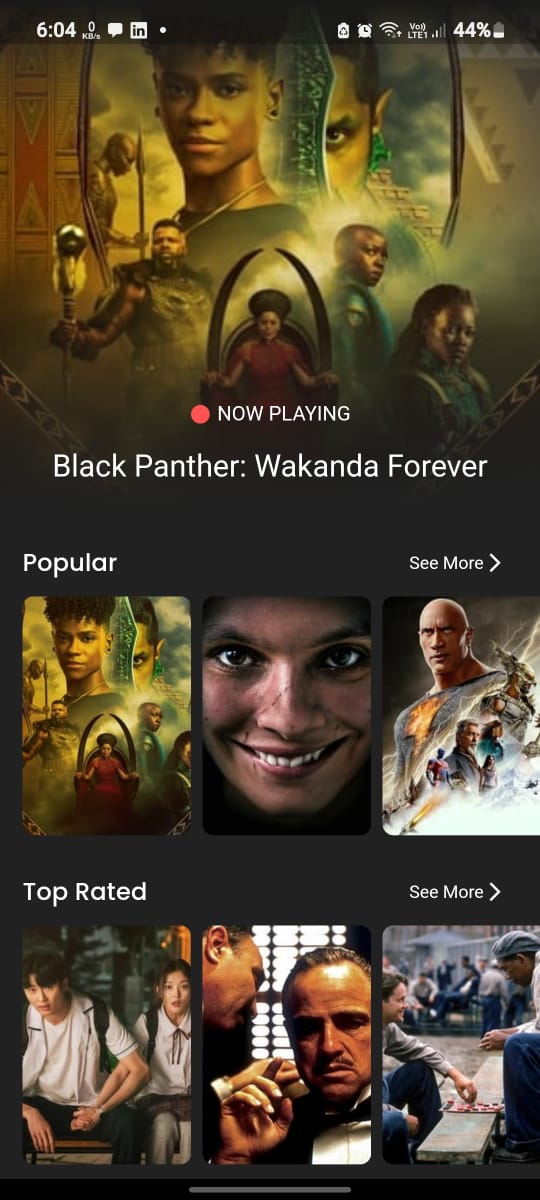 6:04 0 KB/s in Vo)) LTE1 44%
NOW PLAYING
Black Panther: Wakanda Forever
Popular See More
Top Rated See More